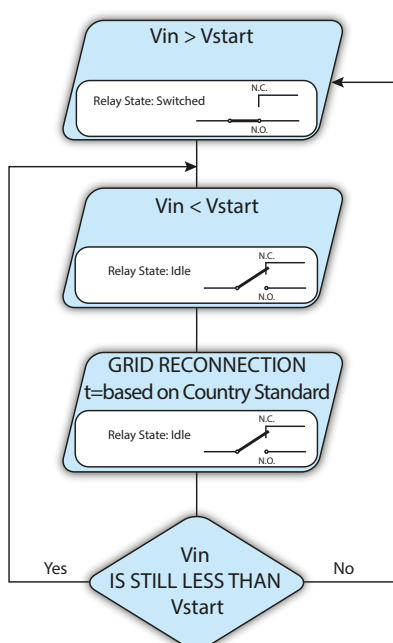 Vin > Vstart
N.C.
Relay State: Switched
N.O.
Vin < Vstart
N.C.
Relay State: Idle
N.O.
GRID RECONNECTION
t=based on Country Standard
N.C.
Relay State: Idle
N.O.
Yes
Vin
IS STILL LESS THAN
Vstart
No